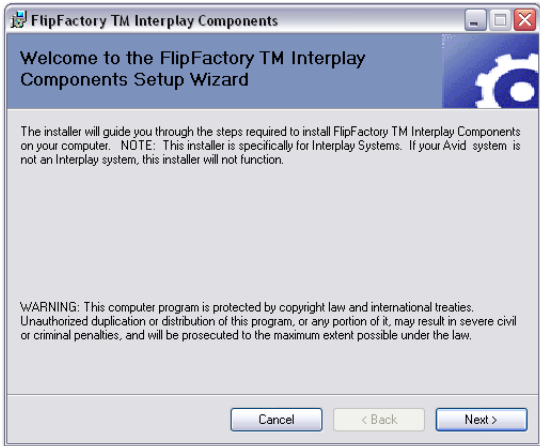 FlipFactory TM Interplay Components
Welcome to the FlipFactory TM Interplay
Components Setup Wizard
The installer will guide you through the steps required to install FlipFactory TM Interplay Components
on your computer. NOTE: This installer is specifically for Interplay Systems. If your Avid system is
not an Interplay system, this installer will not function.
WARNING: This computer program is protected by copyright law and international treaties.
Unauthorized duplication or distribution of this program, or any portion of it, may result in severe civil
or criminal penalties, and will be prosecuted to the maximum extent possible under the law.
Cancel < Back Next >